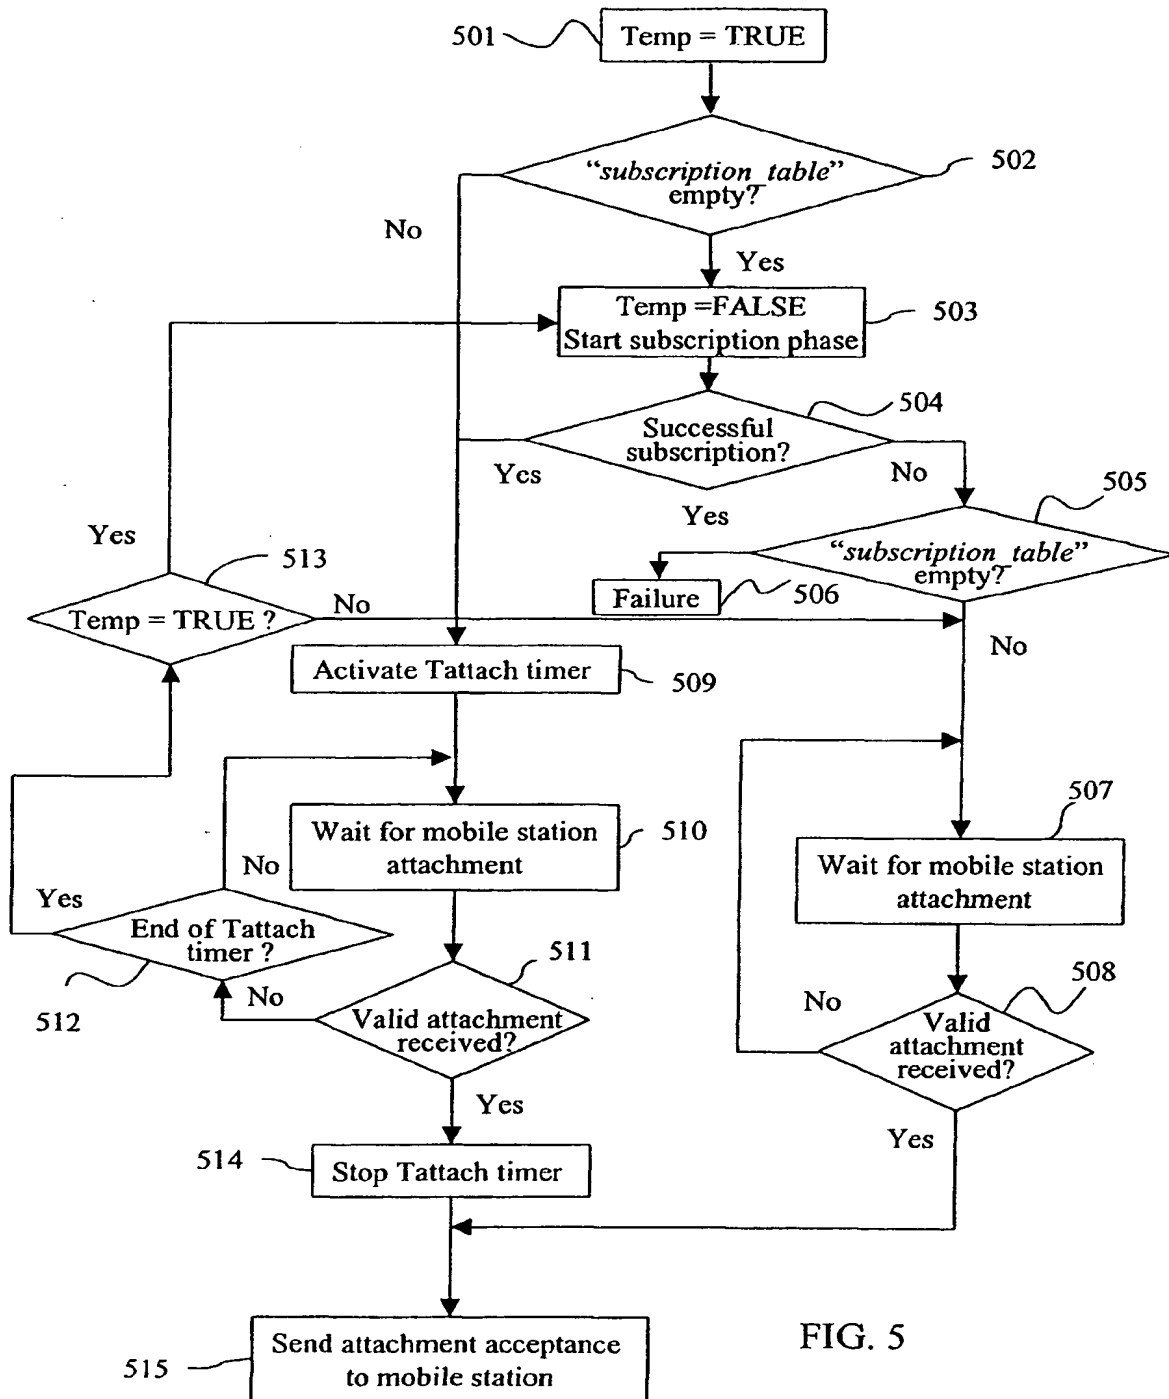 501
Temp = TRUE
"subscription_table"
empty?
502
No
Yes
Temp =FALSE
Start subscription phase
503
504
Successful
subscription?
Yes
No
505
Yes
Yes
"subscription_table"
empty?
513
Temp = TRUE ?
No
Failure
506
No
Activate Tattach timer
509
507
Wait for mobile station
attachment
510
No
Wait for mobile station
attachment
Yes
End of Tattach
timer ?
511
508
512
No
Valid attachment
received?
No
Valid
attachment
received?
Yes
Yes
514
Stop Tattach timer
FIG. 5
515
Send attachment acceptance
to mobile station